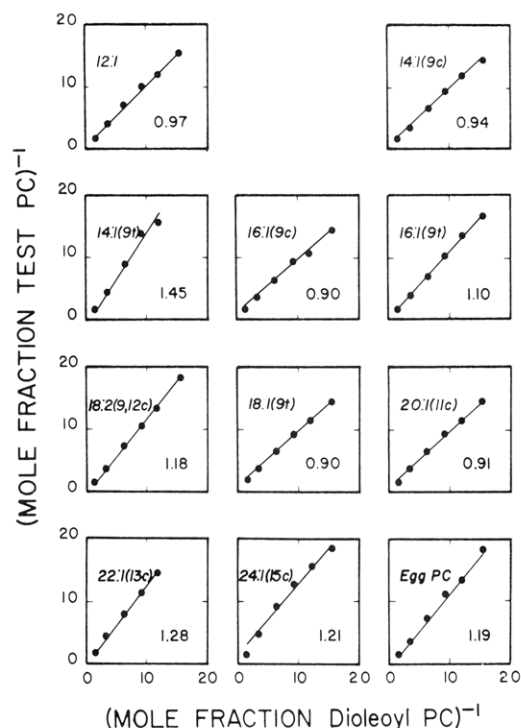 (MOLE FRACTION TEST PC)⁻¹
20
12:1
14:1(9c)
10
0.97
0.94
0
20
14:1(9t)
16:1(9c)
16:1(9t)
10
1.45
0.90
1.10
0
20
18:2(9,12c)
18:1(9t)
20:1(11c)
10
1.18
0.90
0.91
0
20
22:1(13c)
24:1(15c)
Egg PC
10
1.28
1.21
1.19
0
0 10 20 0 10 20 0 10 20
(MOLE FRACTION Dioleoyl PC)⁻¹